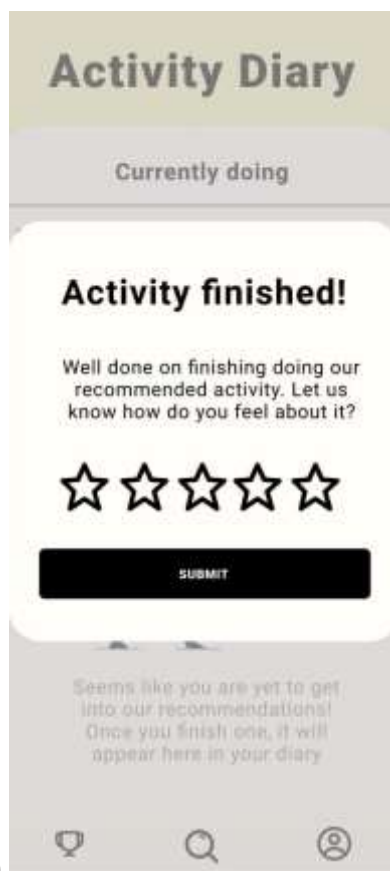 Activity Diary
Currently doing
Activity finished!
Well done on finishing doing our
recommended activity. Let us
know how do you feel about it?
SUBMIT
Seems like you are yet to get
into our recommendations!
Once you finish one, it will
appear here in your diary